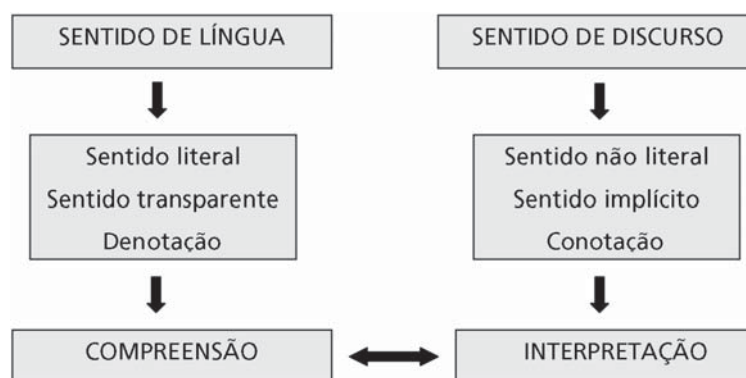 SENTIDO DE LÍNGUA
SENTIDO DE DISCURSO
Sentido literal
Sentido transparente
Denotação
Sentido não literal
Sentido implícito
Conotação
COMPREENSÃO
INTERPRETAÇÃO